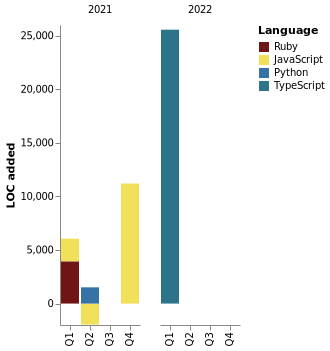 2021
2022
Language
Ruby
JavaScript
Python
TypeScript
LOC added
25,000
20,000
15,000
10,000
5,000
0
Q1
Q2
Q3
Q4
Q1
Q2
Q3
Q4